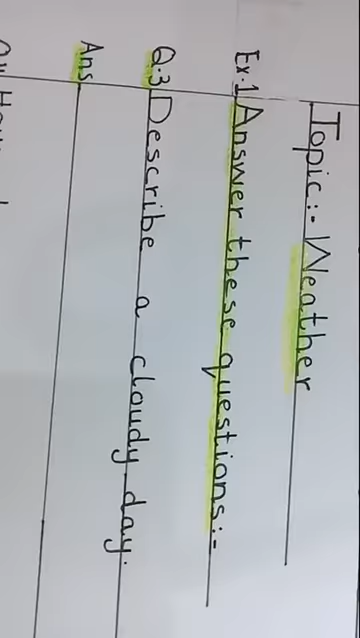 Topic:- Weather
Ex.1 Answer these questions:-
Q.3 Describe a cloudy day.
Ans